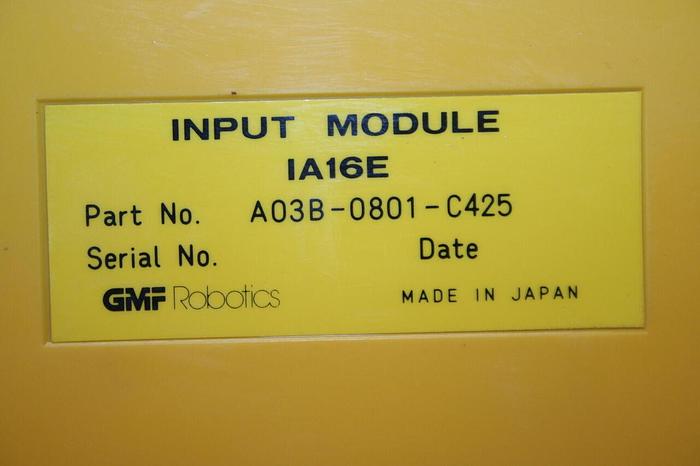 INPUT MODULE
IA16E
Part No. A03B-0801-C425
Serial No. Date
GMF Robotics MADE IN JAPAN